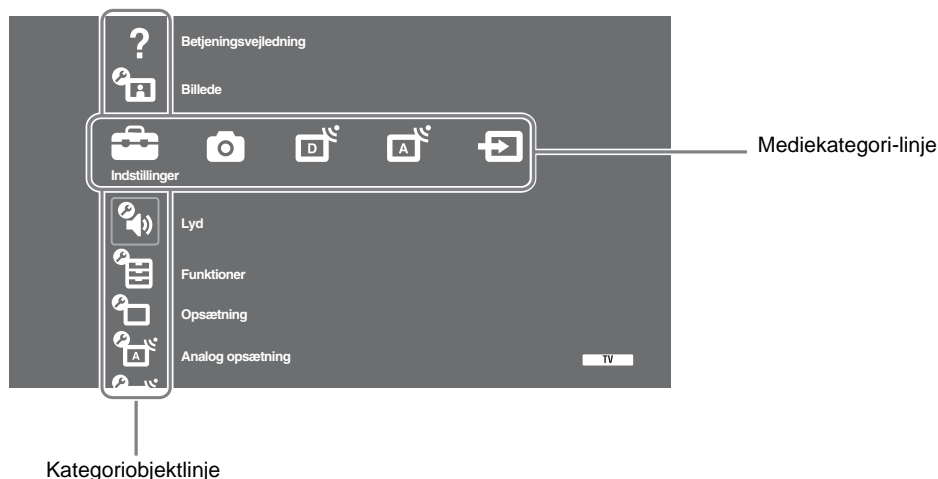 ?
Betjeningsvejledning
Billede
D
A
Indstillinger
Mediekategori-linje
Lyd
Funktioner
Opsætning
A
Analog opsætning
TV
Kategoriobjektlinje